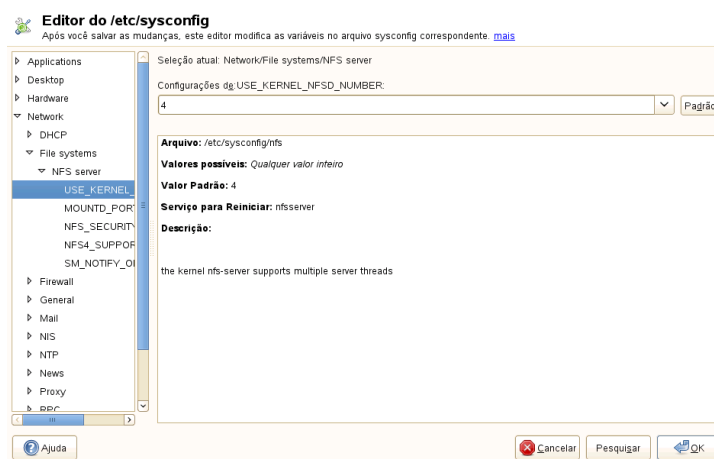 Editor do /etc/sysconfig
Após você salvar as mudanças, este editor modifica as variáveis no arquivo sysconfig correspondente. mais
Applications
Desktop
Hardware
Network
DHCP
File systems
NFS server
USE_KERNEL_
MOUNTD_POR
NFS_SECURIT
NFS4_SUPPOR
SM_NOTIFY_O
Firewall
General
Mail
NIS
NTP
News
Proxy
RPC
Seleção atual: Network/File systems/NFS server
Configurações de:USE_KERNEL_NFSD_NUMBER:
4
Padrão
Arquivo: /etc/sysconfig/nfs
Valores possíveis: Qualquer valor inteiro
Valor Padrão: 4
Serviço para Reiniciar: nfsserver
Descrição:
the kernel nfs-server supports multiple server threads
Ajuda
Cancelar
Pesquisar
OK